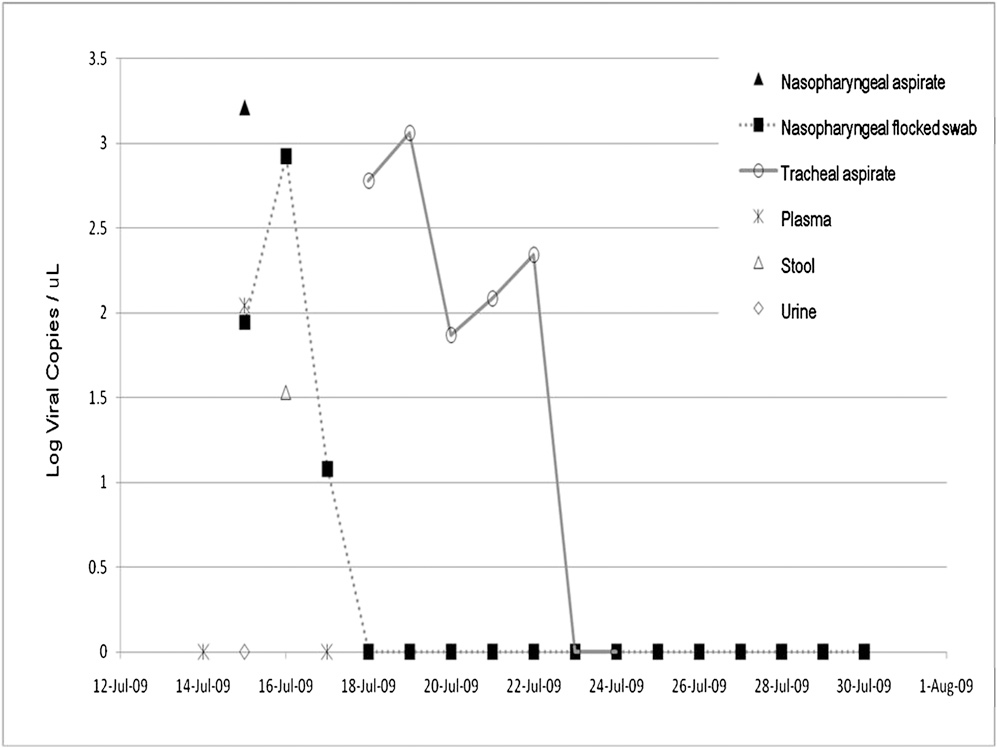 3.5
3
2.5
2
1.5
1
0.5
0
Log Viral Copies / uL
12-Jul-09 14-Jul-09 16-Jul-09 18-Jul-09 20-Jul-09 22-Jul-09 24-Jul-09 26-Jul-09 28-Jul-09 30-Jul-09 1-Aug-09
Nasopharyngeal aspirate
Nasopharyngeal flocked swab
Tracheal aspirate
Plasma
Stool
Urine